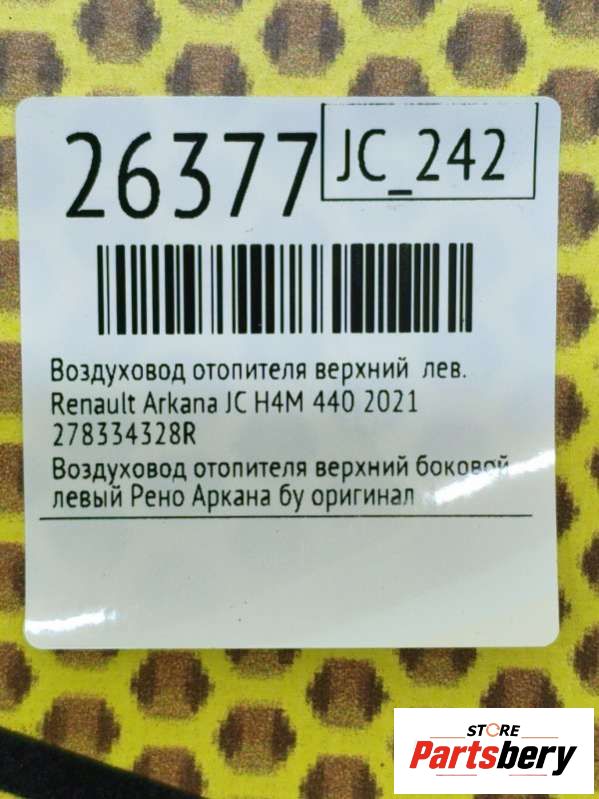 26377
JC_242
Воздуховод отопителя верхний лев.
Renault Arkana JC H4M 440 2021
278334328R
Воздуховод отопителя верхний боковой
левый Рено Аркана бу оригинал
STORE
Partsbery